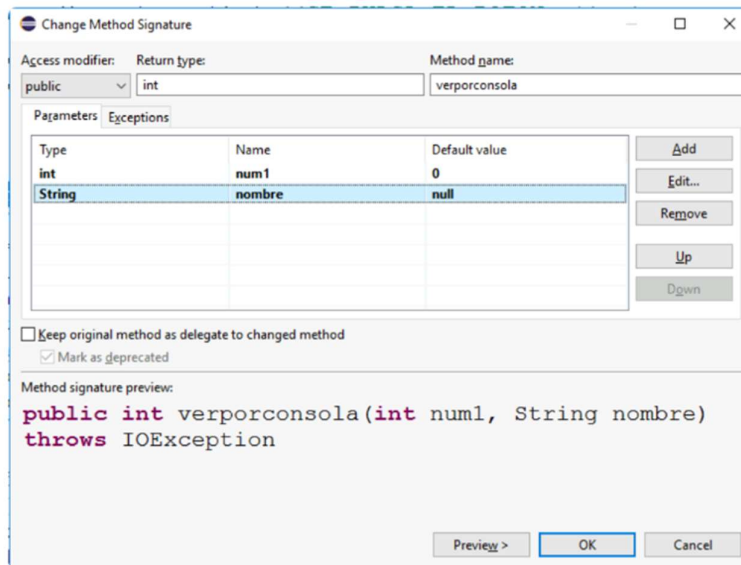 Change Method Signature
Access modifier: Return type: Method name:
public int verporconsola
Parameters Exceptions
Type Name Default value
int num1 0
String nombre null
Add
Edit...
Remove
Up
Down
Keep original method as delegate to changed method
Mark as deprecated
Method signature preview:
public int verporconsola(int num1, String nombre)
throws IOException
Preview > OK Cancel